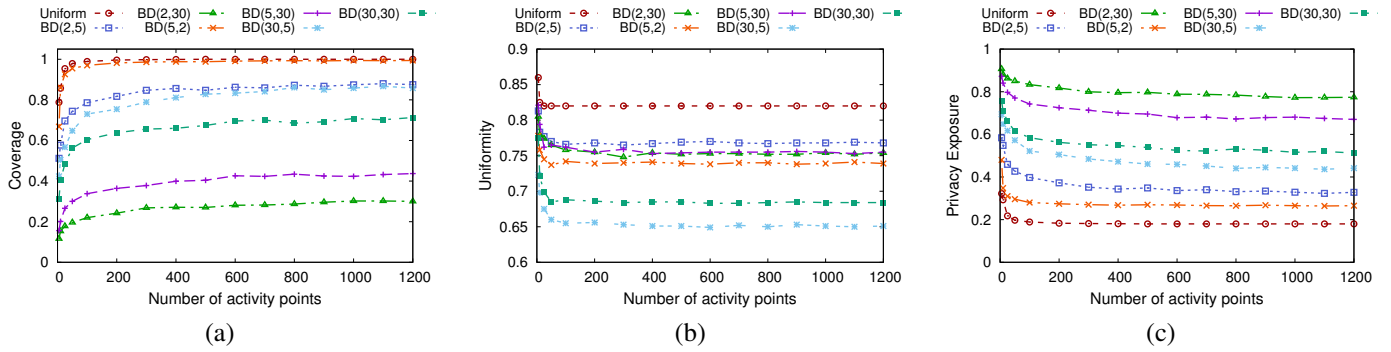 Uniform BD(2,30) BD(5,30) BD(30,30)
BD(2,5) BD(5,2) BD(30,5)
1
0.8
0.6
0.4
0.2
0
Coverage
0 200 400 600 800 1000 1200
Number of activity points
(a)
Uniform BD(2,30) BD(5,30) BD(30,30)
BD(2,5) BD(5,2) BD(30,5)
0.9
0.85
0.8
0.75
0.7
0.65
0.6
Uniformity
0 200 400 600 800 1000 1200
Number of activity points
(b)
Uniform BD(2,30) BD(5,30) BD(30,30)
BD(2,5) BD(5,2) BD(30,5)
1
0.8
0.6
0.4
0.2
0
Privacy Exposure
0 200 400 600 800 1000 1200
Number of activity points
(c)